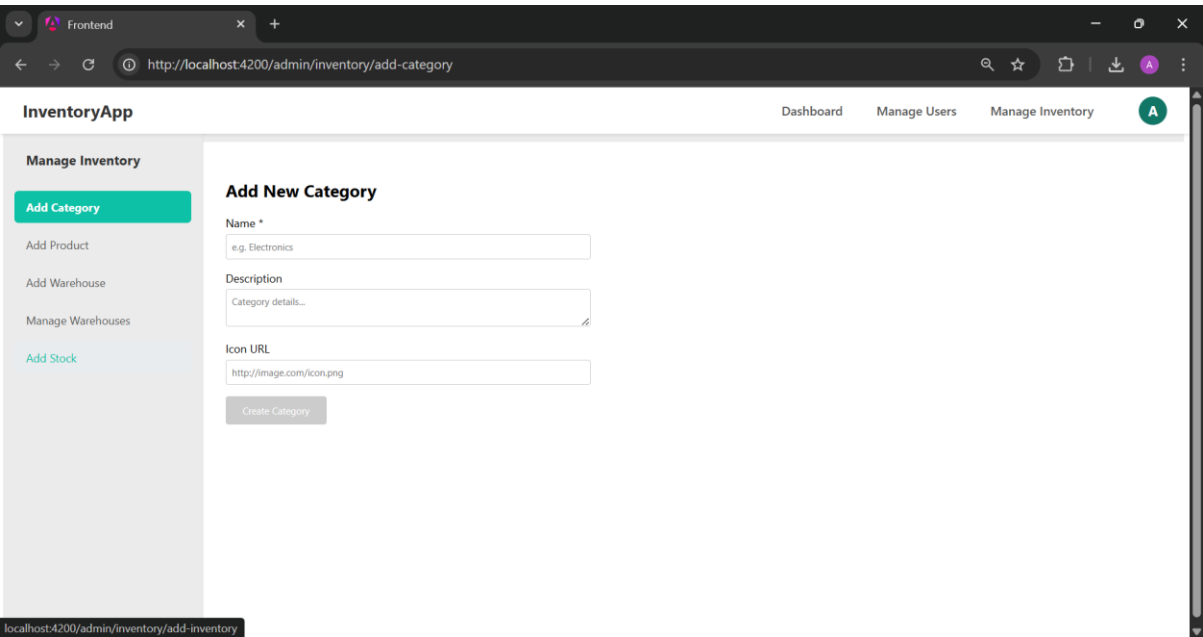 Frontend
http://localhost:4200/admin/inventory/add-category
A
InventoryApp
Dashboard Manage Users Manage Inventory A
Manage Inventory
Add Category
Add Product
Add Warehouse
Manage Warehouses
Add Stock
Add New Category
Name *
e.g. Electronics
Description
Category details...
Icon URL
http://image.com/icon.png
Create Category
localhost:4200/admin/inventory/add-inventory